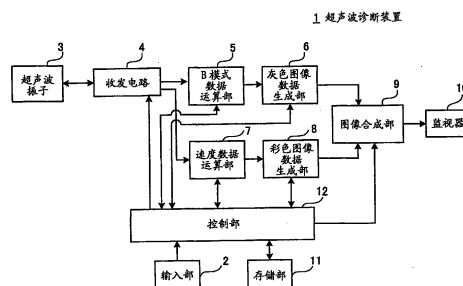 1 超声波诊断装置
3
4
5
6
9
10
超声波
振子
收发电路
B 模式
数据
运算部
灰色图像
数据
生成部
图像合成部
监视器
7
8
速度数据
运算部
彩色图像
数据
生成部
12
控制部
输入部
2
存储部
11